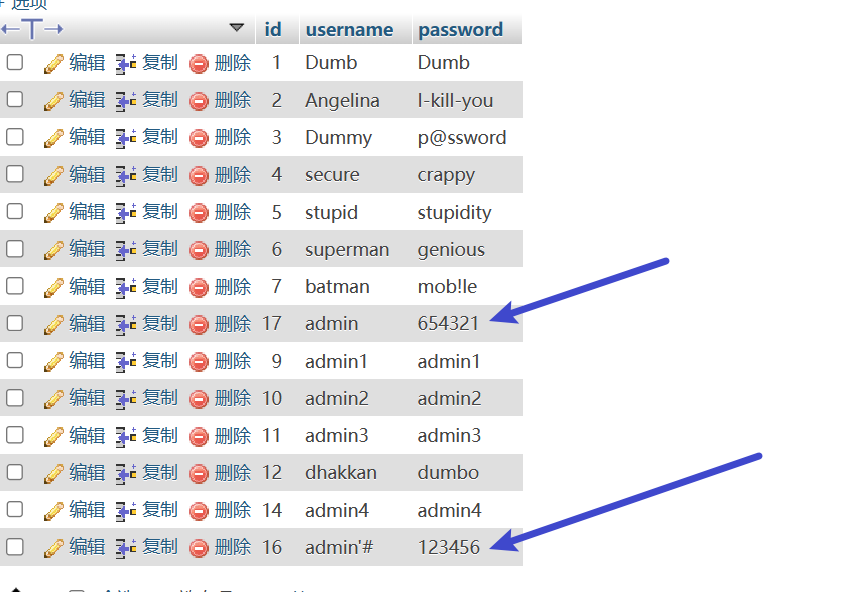 选项
id username password
编辑 复制 删除 1 Dumb Dumb
编辑 复制 删除 2 Angelina I-kill-you
编辑 复制 删除 3 Dummy p@ssword
编辑 复制 删除 4 secure crappy
编辑 复制 删除 5 stupid stupidity
编辑 复制 删除 6 superman genious
编辑 复制 删除 7 batman mob!le
编辑 复制 删除 17 admin 654321
编辑 复制 删除 9 admin1 admin1
编辑 复制 删除 10 admin2 admin2
编辑 复制 删除 11 admin3 admin3
编辑 复制 删除 12 dhakkan dumbo
编辑 复制 删除 14 admin4 admin4
编辑 复制 删除 16 admin'# 123456